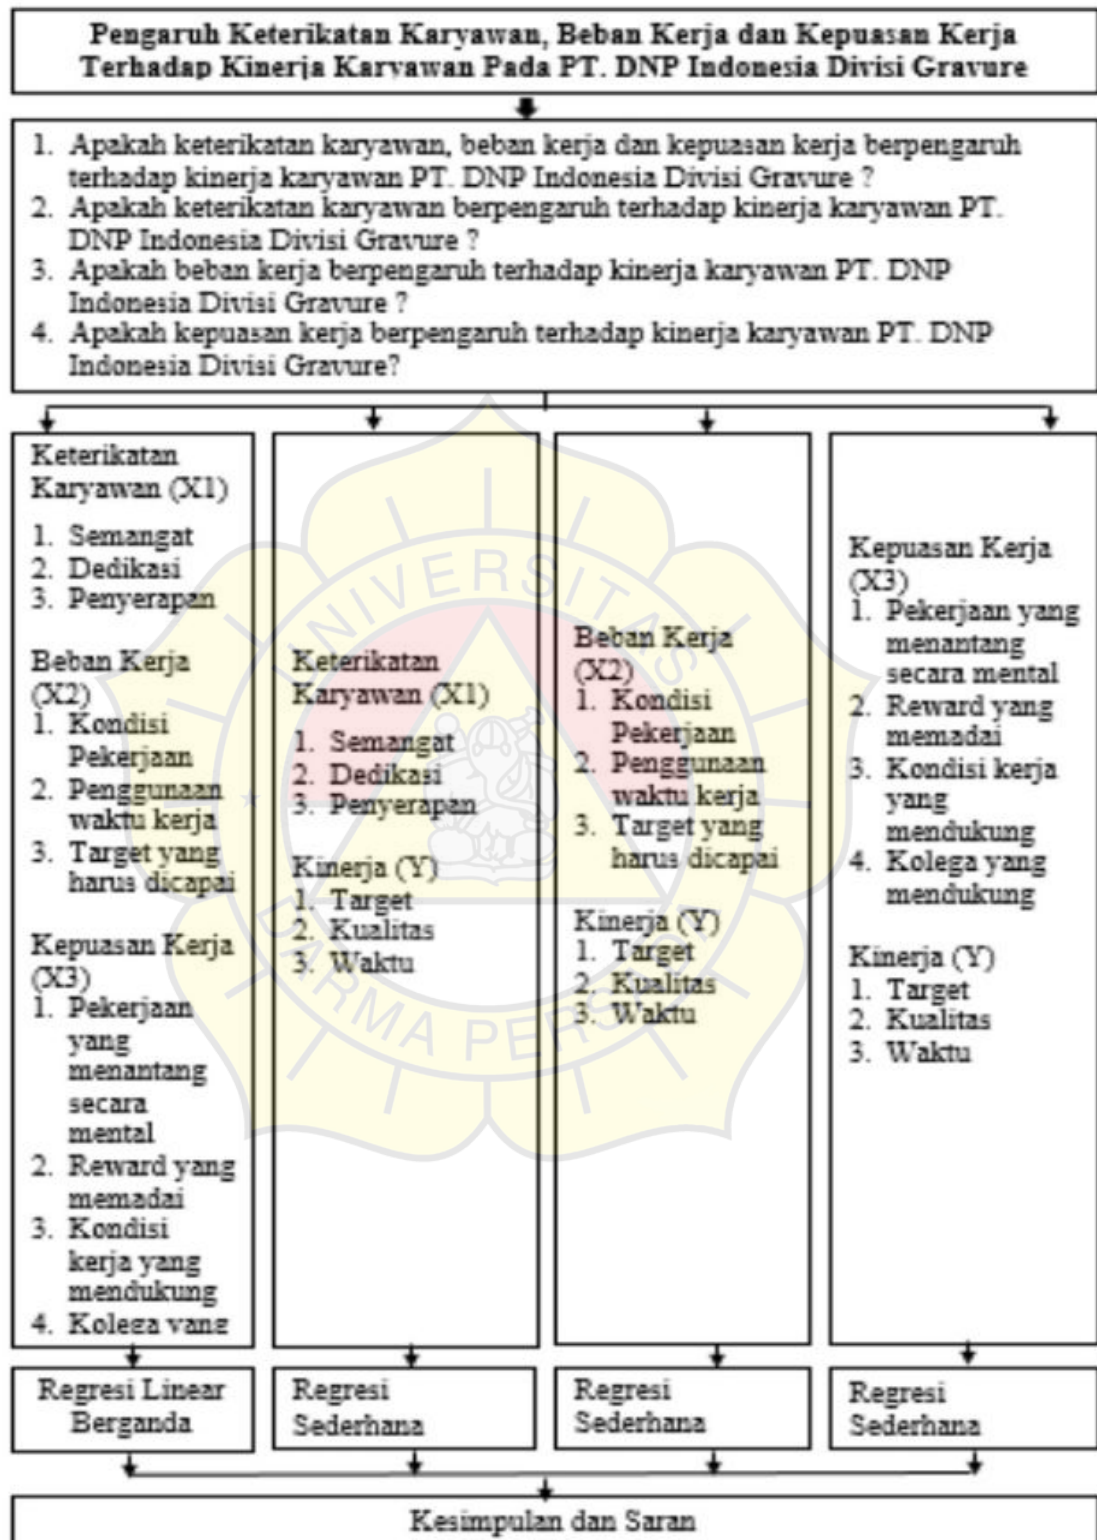 Pengaruh Keterikatan Karyawan, Beban Kerja dan Kepuasan Kerja
Terhadap Kinerja Karyawan Pada PT. DNP Indonesia Divisi Gravure
1. Apakah keterikatan karyawan, beban kerja dan kepuasan kerja berpengaruh
terhadap kinerja karyawan PT. DNP Indonesia Divisi Gravure ?
2. Apakah keterikatan karyawan berpengaruh terhadap kinerja karyawan PT.
DNP Indonesia Divisi Gravure ?
3. Apakah beban kerja berpengaruh terhadap kinerja karyawan PT. DNP
Indonesia Divisi Gravure ?
4. Apakah kepuasan kerja berpengaruh terhadap kinerja karyawan PT. DNP
Indonesia Divisi Gravure?
Keterikatan
Karyawan (X1)
1. Semangat
2. Dedikasi
3. Penyerapan
Beban Kerja
(X2)
1. Kondisi
Pekerjaan
2. Penggunaan
waktu kerja
3. Target yang
harus dicapai
Kepuasan Kerja
(X3)
1. Pekerjaan
yang
menantang
secara
mental
2. Reward yang
memadai
3. Kondisi
kerja yang
mendukung
4. Kolega yang
Keterikatan
Karyawan (X1)
1. Semangat
2. Dedikasi
3. Penyerapan
Kinerja (Y)
1. Target
2. Kualitas
3. Waktu
Beban Kerja
(X2)
1. Kondisi
Pekerjaan
2. Penggunaan
waktu kerja
3. Target yang
harus dicapai
Kinerja (Y)
1. Target
2. Kualitas
3. Waktu
Kepuasan Kerja
(X3)
1. Pekerjaan yang
menantang
secara mental
2. Reward yang
memadai
3. Kondisi kerja
yang
mendukung
4. Kolega yang
mendukung
Kinerja (Y)
1. Target
2. Kualitas
3. Waktu
Regresi Linear
Berganda
Regresi
Sederhana
Regresi
Sederhana
Regresi
Sederhana
Kesimpulan dan Saran
UNIVERSITAS
DARMA PERSADA